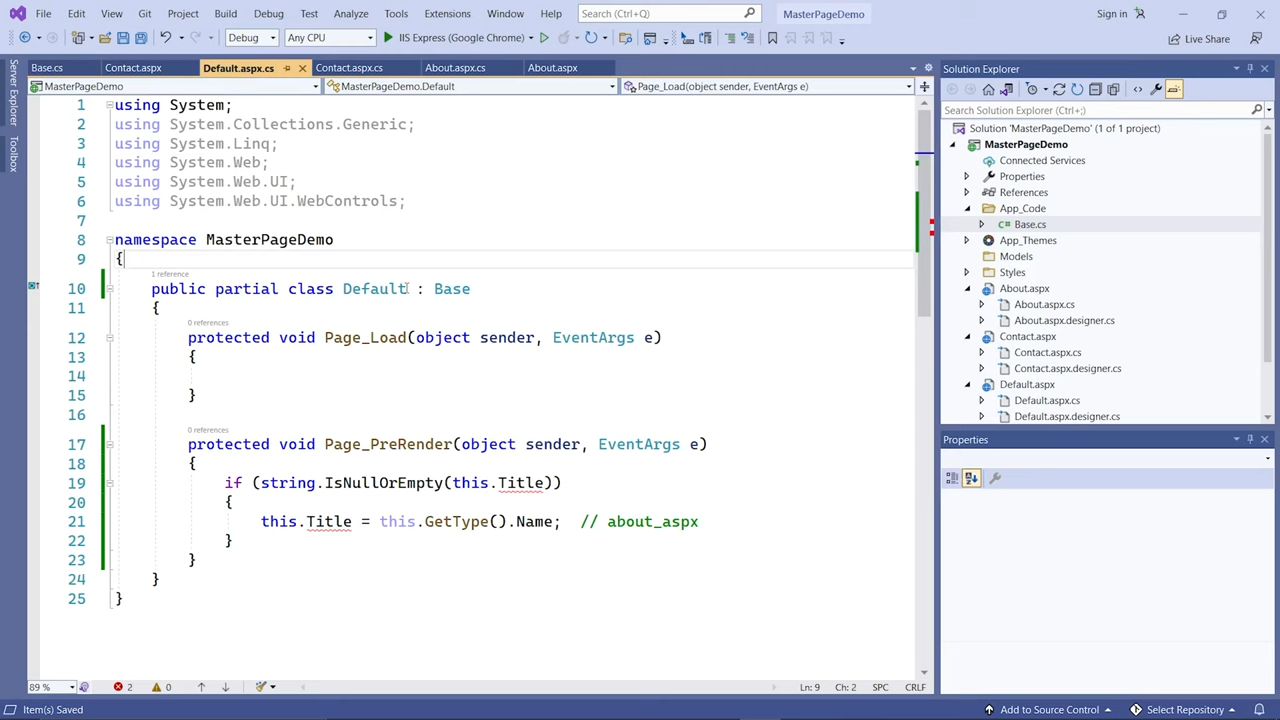 File Edit View Git Project Build Debug Test Analyze Tools Extensions Window Help Search (Ctrl+Q) MasterPageDemo Sign in
Debug Any CPU IIS Express (Google Chrome) Live Share
Server Explorer
Toolbox
Base.cs Contact.aspx Default.aspx.cs Contact.aspx.cs About.aspx.cs About.aspx
MasterPageDemo MasterPageDemo.Default Page_Load(object sender, EventArgs e)
1 using System;
2 using System.Collections.Generic;
3 using System.Linq;
4 using System.Web;
5 using System.Web.UI;
6 using System.Web.UI.WebControls;
7
8 namespace MasterPageDemo
9 {
1 reference
10 public partial class Default : Base
11 {
0 references
12 protected void Page_Load(object sender, EventArgs e)
13 {
14
15 }
16
0 references
17 protected void Page_PreRender(object sender, EventArgs e)
18 {
19 if (string.IsNullOrEmpty(this.Title))
20 {
21 this.Title = this.GetType().Name; // about_aspx
22 }
23 }
24 }
25 }
89 % 2 0 Ln: 9 Ch: 2 SPC CRLF
Solution Explorer
Search Solution Explorer (Ctrl+;)
Solution 'MasterPageDemo' (1 of 1 project)
MasterPageDemo
Connected Services
Properties
References
App_Code
C# Base.cs
App_Themes
Models
Styles
About.aspx
About.aspx.cs
About.aspx.designer.cs
Contact.aspx
Contact.aspx.cs
Contact.aspx.designer.cs
Default.aspx
Default.aspx.cs
Default.aspx.designer.cs
Properties
Item(s) Saved Add to Source Control Select Repository